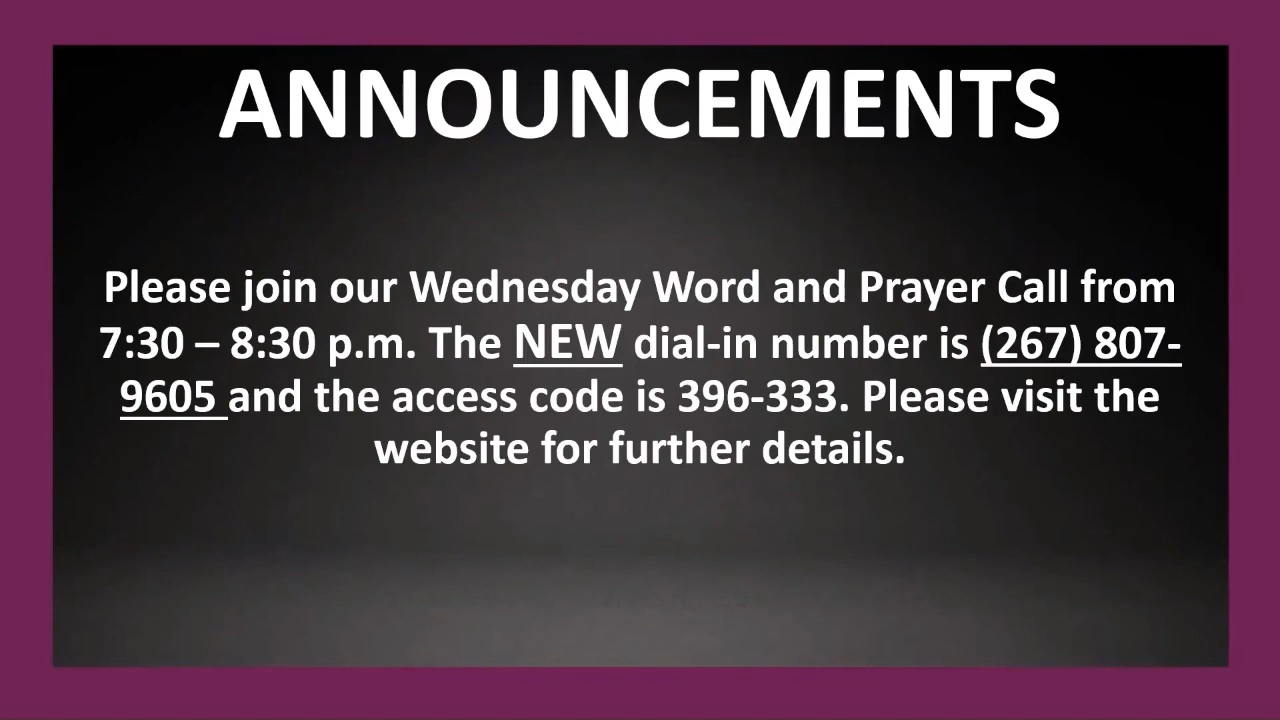 ANNOUNCEMENTS
Please join our Wednesday Word and Prayer Call from
7:30 – 8:30 p.m. The NEW dial-in number is (267) 807-
9605 and the access code is 396-333. Please visit the
website for further details.